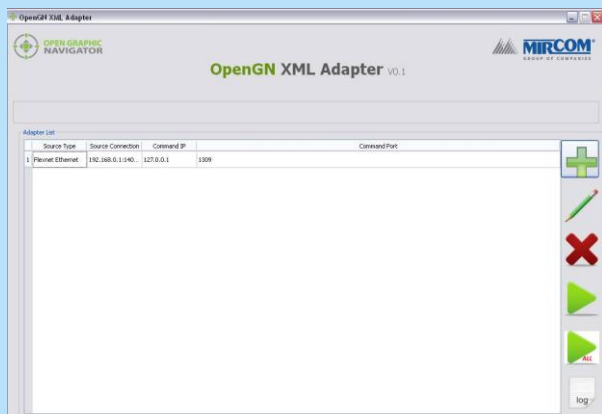 OpenGN XML Adapter
OPEN GRAPHIC
NAVIGATOR
MIRCOM
GROUP OF COMPANIES
OpenGN XML Adapter V0.1
Adapter List
Source Type Source Connection Command IP Command Port
1 Flexnet Ethernet 192.168.0.1:140... 127.0.0.1 1309
ALL
log